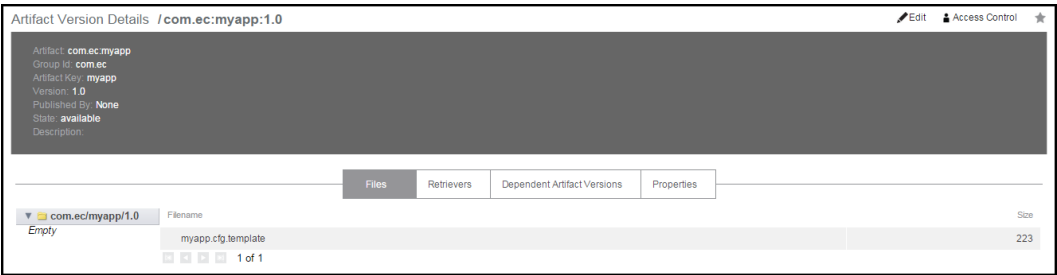 Artifact Version Details / com.ec:myapp:1.0
Edit Access Control
Artifact: com.ec:myapp
Group Id: com.ec
Artifact Key: myapp
Version: 1.0
Published By: None
State: available
Description:
Files Retrievers Dependent Artifact Versions Properties
com.ec/myapp/1.0 Filename Size
Empty
myapp.cfg.template 223
1 of 1